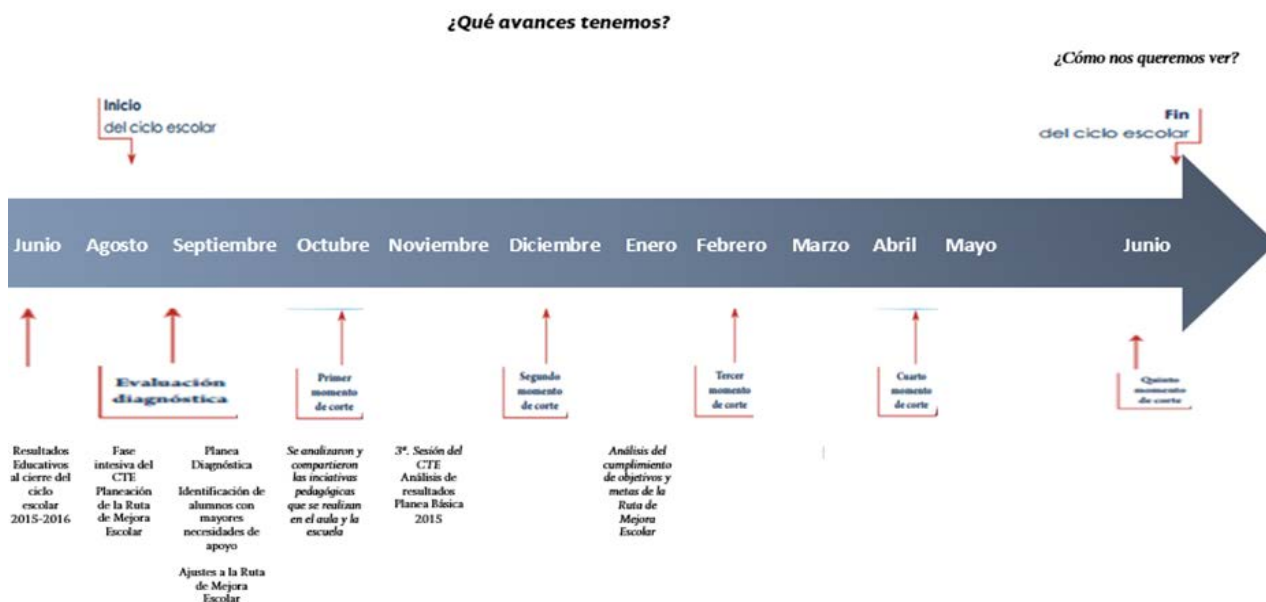 ¿Qué avances tenemos?
¿Cómo nos queremos ver?
Inicio
del ciclo escolar
Fin
del ciclo escolar
Junio Agosto Septiembre Octubre Noviembre Diciembre Enero Febrero Marzo Abril Mayo Junio
Evaluación
diagnóstica
Primer
momento
de corte
Segundo
momento
de corte
Tercer
momento
de corte
Cuarto
momento
de corte
Quinto
momento
de corte
Resultados
Educativos
al cierre del
ciclo
escolar
2015-2016
Fase
intesiva del
CTE
Planeación
de la Ruta
de Mejora
Escolar
Planea
Diagnóstica
Identificación de
alumnos con
mayores
necesidades de
apoyo
Ajustes a la Ruta
de Mejora
Escolar
Se analizaron y
compartieron
las inciativas
pedagógicas
que se realizan
en el aula y la
escuela
3ª. Sesión del
CTE
Análisis de
resultados
Planea Básica
2015
Análisis del
cumplimiento
de objetivos y
metas de la
Ruta de
Mejora
Escolar